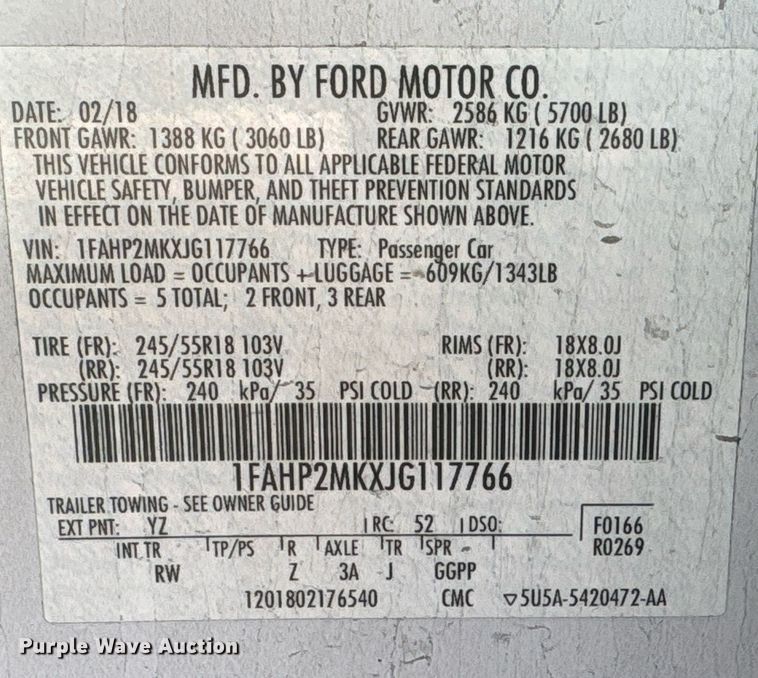 MFD. BY FORD MOTOR CO.
DATE: 02/18 GVWR: 2586 KG ( 5700 LB)
FRONT GAWR: 1388 KG ( 3060 LB) REAR GAWR: 1216 KG ( 2680 LB)
THIS VEHICLE CONFORMS TO ALL APPLICABLE FEDERAL MOTOR
VEHICLE SAFETY, BUMPER, AND THEFT PREVENTION STANDARDS
IN EFFECT ON THE DATE OF MANUFACTURE SHOWN ABOVE.
VIN: 1FAHP2MKXJG117766 TYPE: Passenger Car
MAXIMUM LOAD = OCCUPANTS + LUGGAGE = 609KG/1343LB
OCCUPANTS = 5 TOTAL; 2 FRONT, 3 REAR
TIRE (FR): 245/55R18 103V RIMS (FR): 18X8.0J
(RR): 245/55R18 103V (RR): 18X8.0J
PRESSURE (FR): 240 kPa/ 35 PSI COLD (RR): 240 kPa/ 35 PSI COLD
1FAHP2MKXJG117766
TRAILER TOWING - SEE OWNER GUIDE
EXT PNT: YZ RC: 52 DSO: F0166
INT TR TP/PS R AXLE TR SPR R0269
RW Z 3A J GGPP
1201802176540 CMC ▽5U5A-5420472-AA
Purple Wave Auction